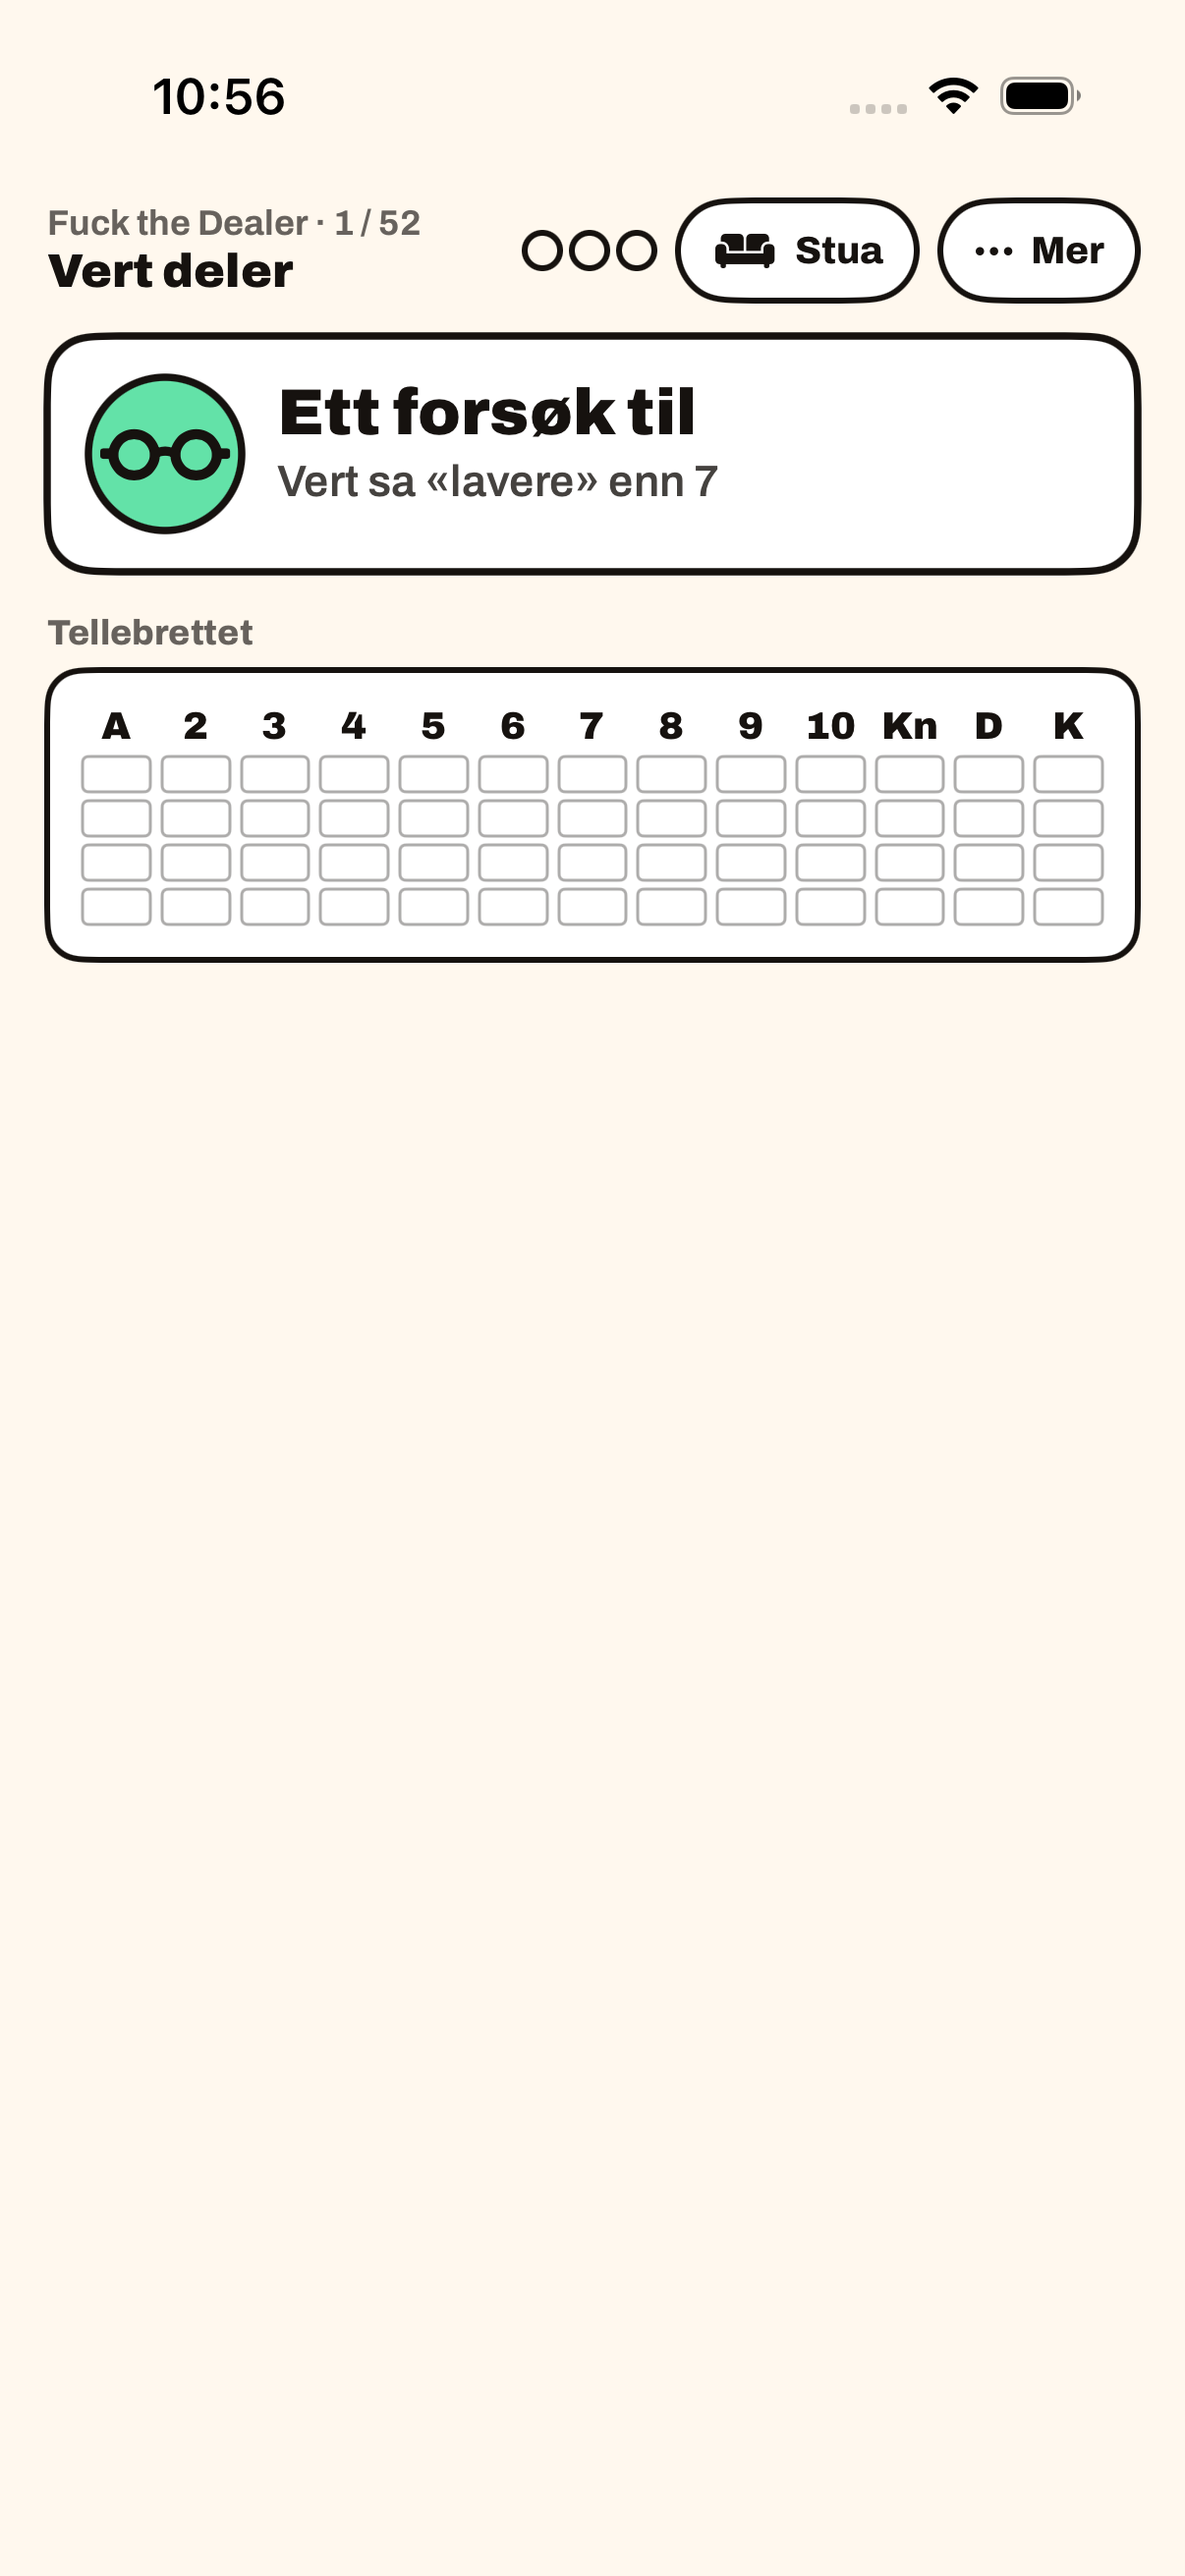 10:56
Fuck the Dealer · 1 / 52
Vert deler
Stua
Mer
Ett forsøk til
Vert sa «lavere» enn 7
Tellebrettet
A 2 3 4 5 6 7 8 9 10 Kn D K